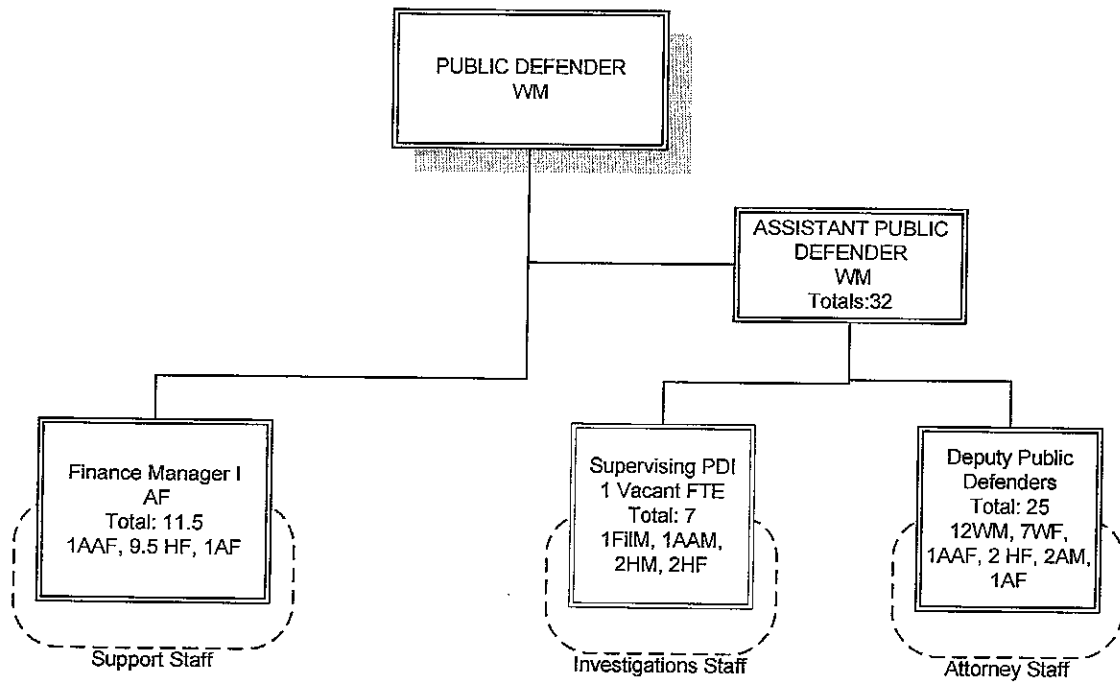 PUBLIC DEFENDER
WM
ASSISTANT PUBLIC
DEFENDER
WM
Totals:32
Finance Manager I
AF
Total: 11.5
1AAF, 9.5 HF, 1AF
Support Staff
Supervising PDI
1 Vacant FTE
Total: 7
1FilM, 1AAM,
2HM, 2HF
Investigations Staff
Deputy Public
Defenders
Total: 25
12WM, 7WF,
1AAF, 2 HF, 2AM,
1AF
Attorney Staff